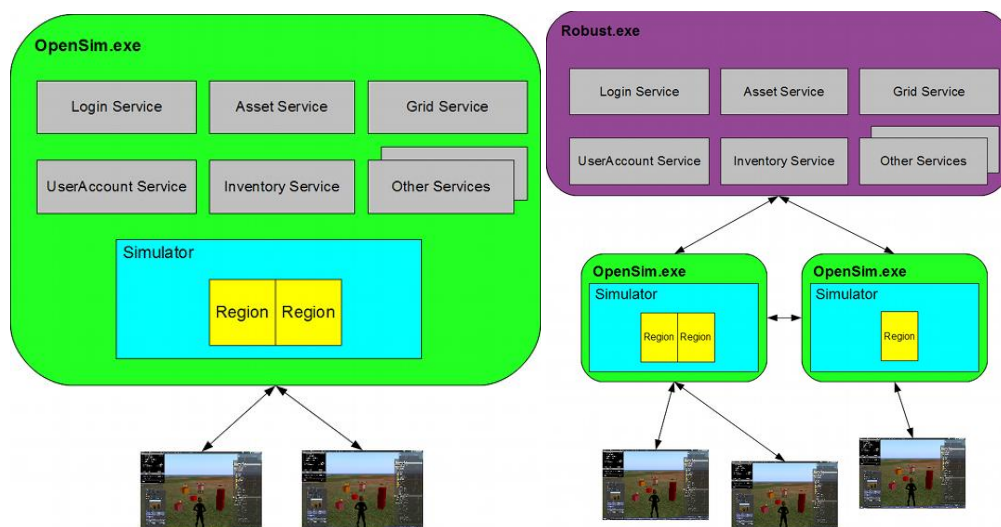 OpenSim.exe
Login Service
Asset Service
Grid Service
UserAccount Service
Inventory Service
Other Services
Simulator
Region
Region
Robust.exe
Login Service
Asset Service
Grid Service
UserAccount Service
Inventory Service
Other Services
OpenSim.exe
Simulator
Region
Region
OpenSim.exe
Simulator
Region